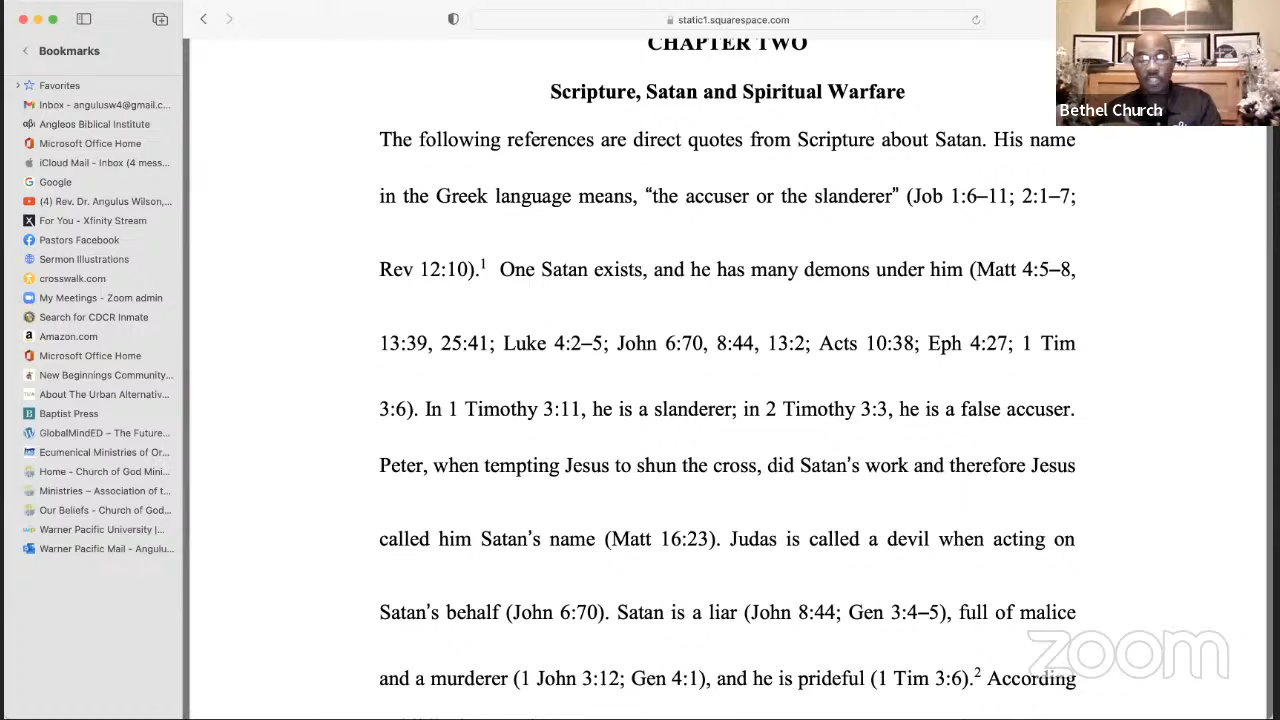 Bookmarks
Favorites
Inbox - angulusw4@gmail.c...
Angleos Biblical Institute
Microsoft Office Home
iCloud Mail - Inbox (4 mess...
Google
(4) Rev. Dr. Angulus Wilson,...
For You - Xfinity Stream
Pastors Facebook
Sermon Illustrations
crosswalk.com
My Meetings - Zoom admin
Search for CDCR Inmate
Amazon.com
Microsoft Office Home
New Beginnings Community...
About The Urban Alternativ...
Baptist Press
GlobalMindED – The Future...
Ecumenical Ministries of Or...
Home - Church of God Mini...
Ministries – Association of t...
Our Beliefs - Church of God...
Warner Pacific University |...
Warner Pacific Mail - Angulu...
static1.squarespace.com
Bethel Church
CHAPTER TWO
Scripture, Satan and Spiritual Warfare
The following references are direct quotes from Scripture about Satan. His name
in the Greek language means, “the accuser or the slanderer” (Job 1:6–11; 2:1–7;
Rev 12:10).¹ One Satan exists, and he has many demons under him (Matt 4:5–8,
13:39, 25:41; Luke 4:2–5; John 6:70, 8:44, 13:2; Acts 10:38; Eph 4:27; 1 Tim
3:6). In 1 Timothy 3:11, he is a slanderer; in 2 Timothy 3:3, he is a false accuser.
Peter, when tempting Jesus to shun the cross, did Satan’s work and therefore Jesus
called him Satan’s name (Matt 16:23). Judas is called a devil when acting on
Satan’s behalf (John 6:70). Satan is a liar (John 8:44; Gen 3:4–5), full of malice
and a murderer (1 John 3:12; Gen 4:1), and he is prideful (1 Tim 3:6).² According
zoom